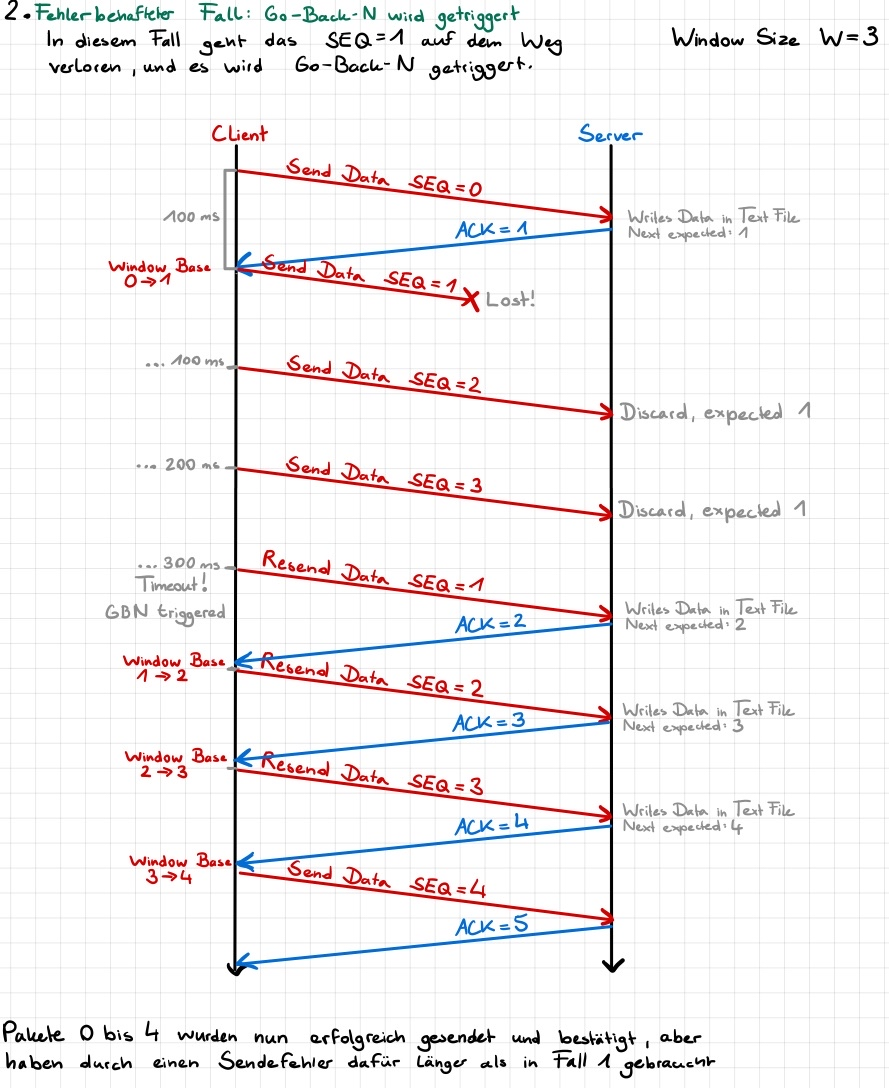 2. Fehlerbehafteter Fall: Go-Back-N wird getriggert
In diesem Fall geht das SEQ=1 auf dem Weg
verloren, und es wird Go-Back-N getriggert.
Window Size W=3
Client
Server
Send Data SEQ=0
100 ms
Writes Data in Text File
Next expected: 1
ACK=1
Window Base
0→1
Send Data SEQ=1
Lost!
... 100 ms
Send Data SEQ=2
Discard, expected 1
... 200 ms
Send Data SEQ=3
Discard, expected 1
... 300 ms
Timeout!
GBN triggered
Resend Data SEQ=1
Writes Data in Text File
Next expected: 2
ACK=2
Window Base
1→2
Resend Data SEQ=2
Writes Data in Text File
Next expected: 3
ACK=3
Window Base
2→3
Resend Data SEQ=3
Writes Data in Text File
Next expected: 4
ACK=4
Window Base
3→4
Send Data SEQ=4
ACK=5
Pakete 0 bis 4 wurden nun erfolgreich gesendet und bestätigt, aber
haben durch einen Sendefehler dafür länger als in Fall 1 gebraucht